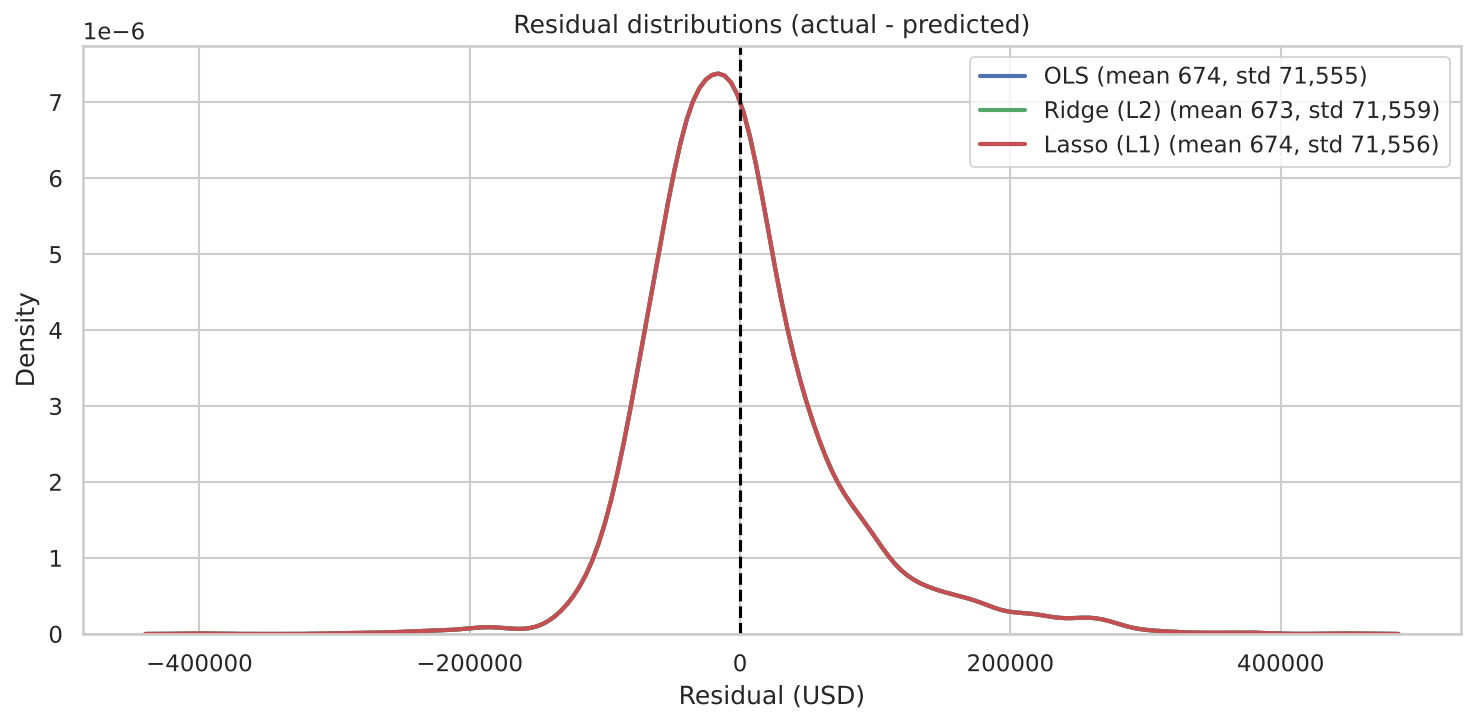 Residual distributions (actual - predicted)
1e−6
OLS (mean 674, std 71,555)
Ridge (L2) (mean 673, std 71,559)
Lasso (L1) (mean 674, std 71,556)
7
6
5
4
3
2
1
0
Density
−400000 −200000 0 200000 400000
Residual (USD)